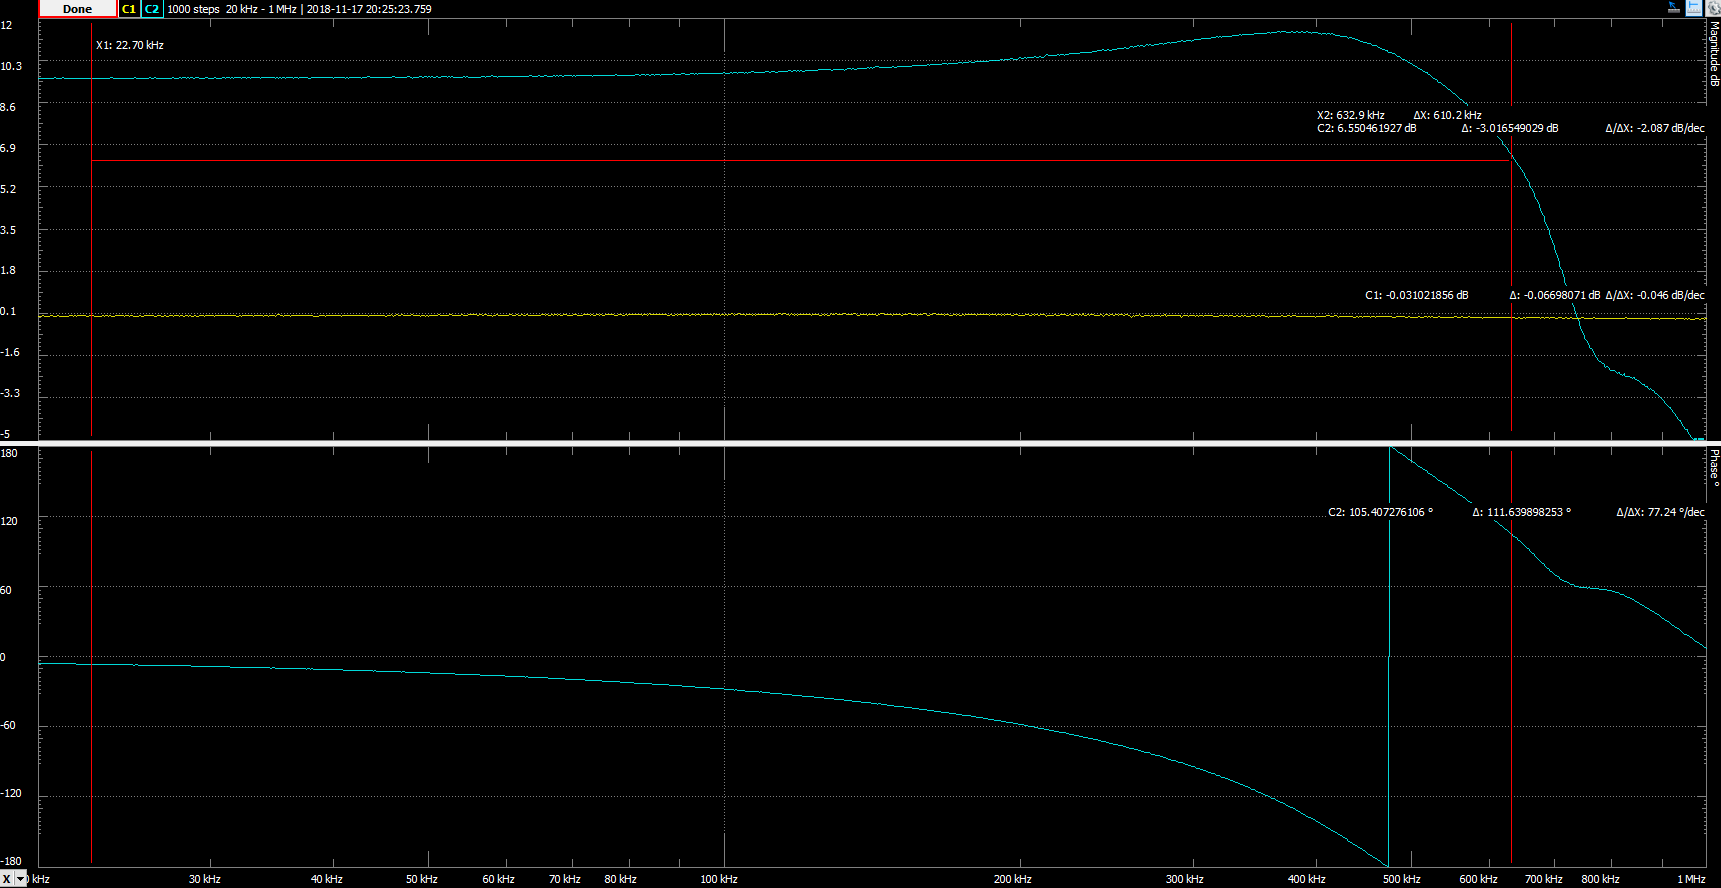 Done C1 C2 1000 steps 20 kHz - 1 MHz | 2018-11-17 20:25:23.759
12
X1: 22.70 kHz
Magnitude dB
10.3
8.6
X2: 632.9 kHz ΔX: 610.2 kHz
C2: 6.550461927 dB Δ: -3.016549029 dB Δ/ΔX: -2.087 dB/dec
6.9
5.2
3.5
1.8
C1: -0.031021856 dB Δ: -0.06698071 dB Δ/ΔX: -0.046 dB/dec
0.1
-1.6
-3.3
-5
180
Phase °
C2: 105.407276106 ° Δ: 111.639898253 ° Δ/ΔX: 77.24 °/dec
120
60
0
-60
-120
-180
X kHz 30 kHz 40 kHz 50 kHz 60 kHz 70 kHz 80 kHz 100 kHz 200 kHz 300 kHz 400 kHz 500 kHz 600 kHz 700 kHz 800 kHz 1 MHz